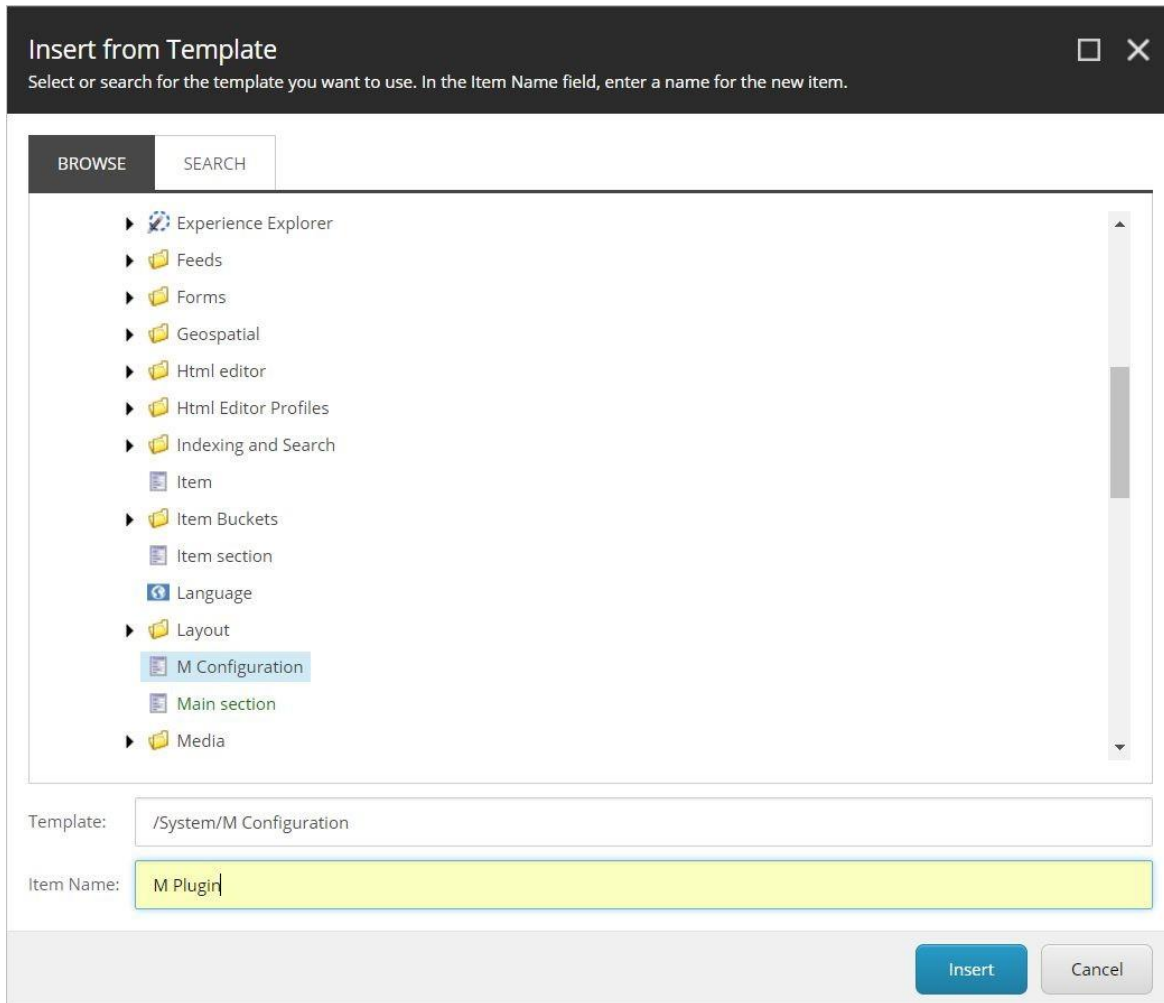 Insert from Template
Select or search for the template you want to use. In the Item Name field, enter a name for the new item.
BROWSE SEARCH
Experience Explorer
Feeds
Forms
Geospatial
Html editor
Html Editor Profiles
Indexing and Search
Item
Item Buckets
Item section
Language
Layout
M Configuration
Main section
Media
Template: /System/M Configuration
Item Name: M Plugin
Insert Cancel